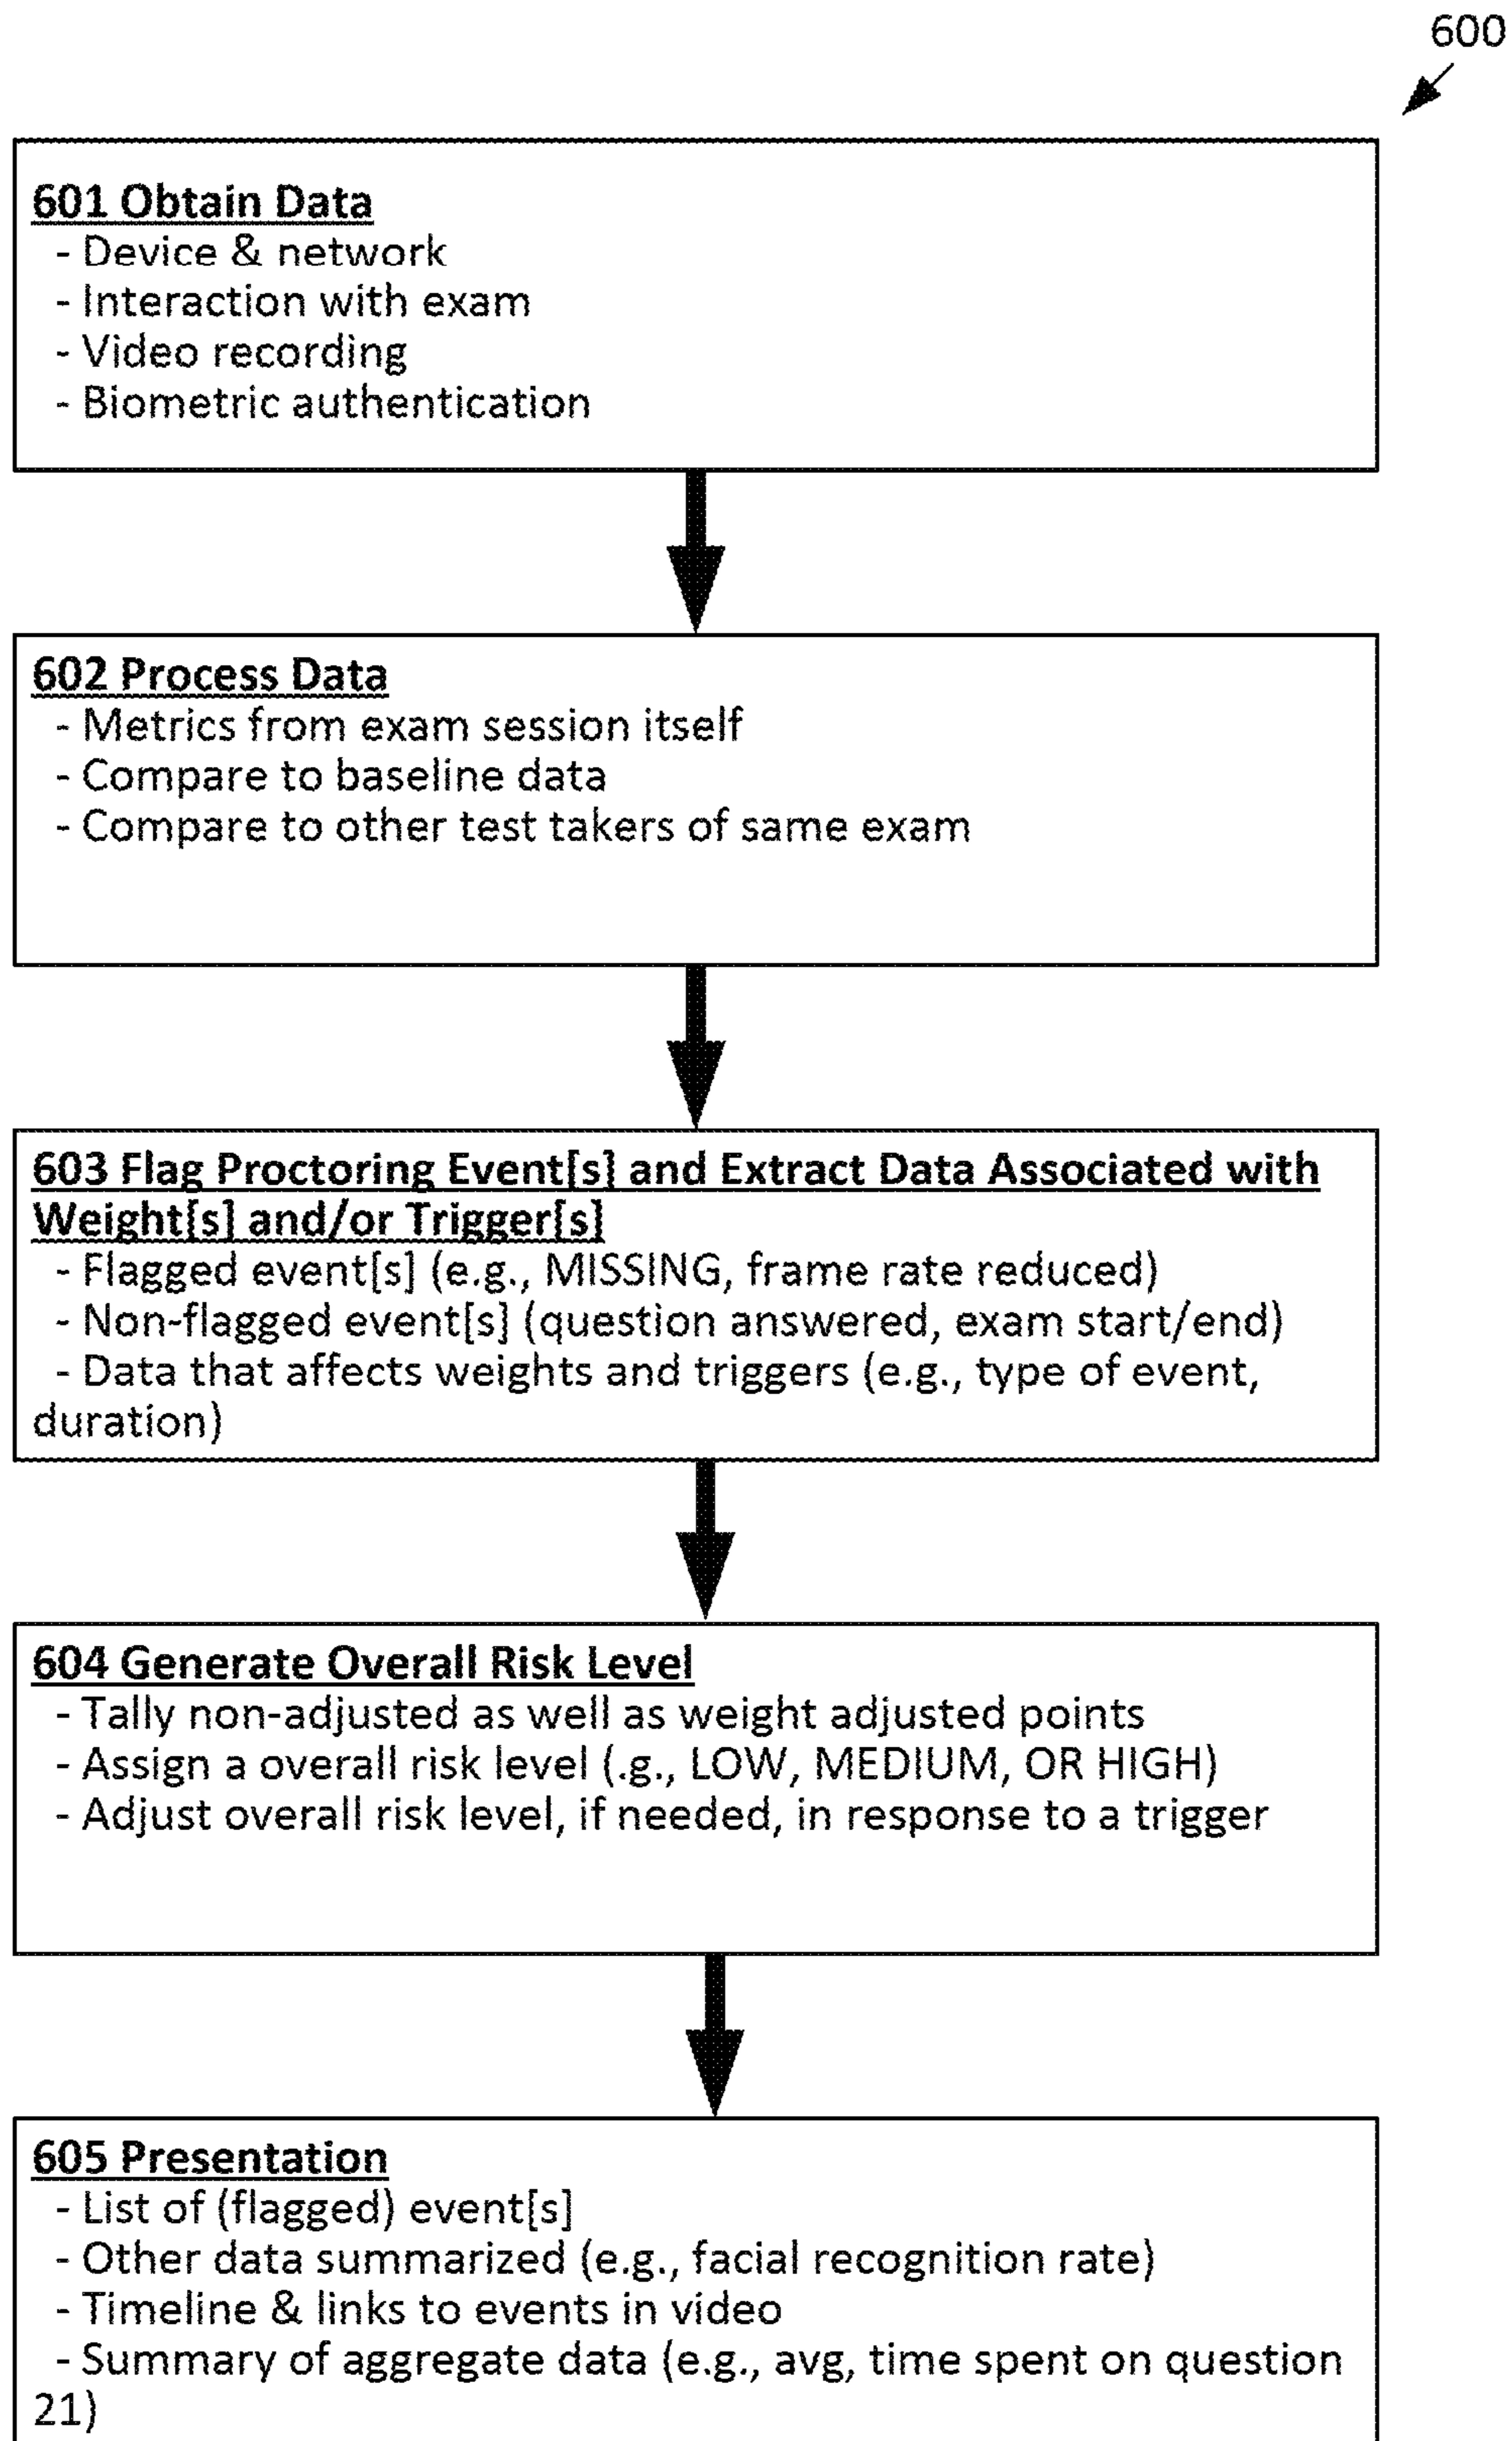 600
601 Obtain Data
- Device & network
- Interaction with exam
- Video recording
- Biometric authentication
602 Process Data
- Metrics from exam session itself
- Compare to baseline data
- Compare to other test takers of same exam
603 Flag Proctoring Event[s] and Extract Data Associated with
Weight[s] and/or Trigger[s]
- Flagged event[s] (e.g., MISSING, frame rate reduced)
- Non-flagged event[s] (question answered, exam start/end)
- Data that affects weights and triggers (e.g., type of event,
duration)
604 Generate Overall Risk Level
- Tally non-adjusted as well as weight adjusted points
- Assign a overall risk level (.g., LOW, MEDIUM, OR HIGH)
- Adjust overall risk level, if needed, in response to a trigger
605 Presentation
- List of (flagged) event[s]
- Other data summarized (e.g., facial recognition rate)
- Timeline & links to events in video
- Summary of aggregate data (e.g., avg, time spent on question
21)